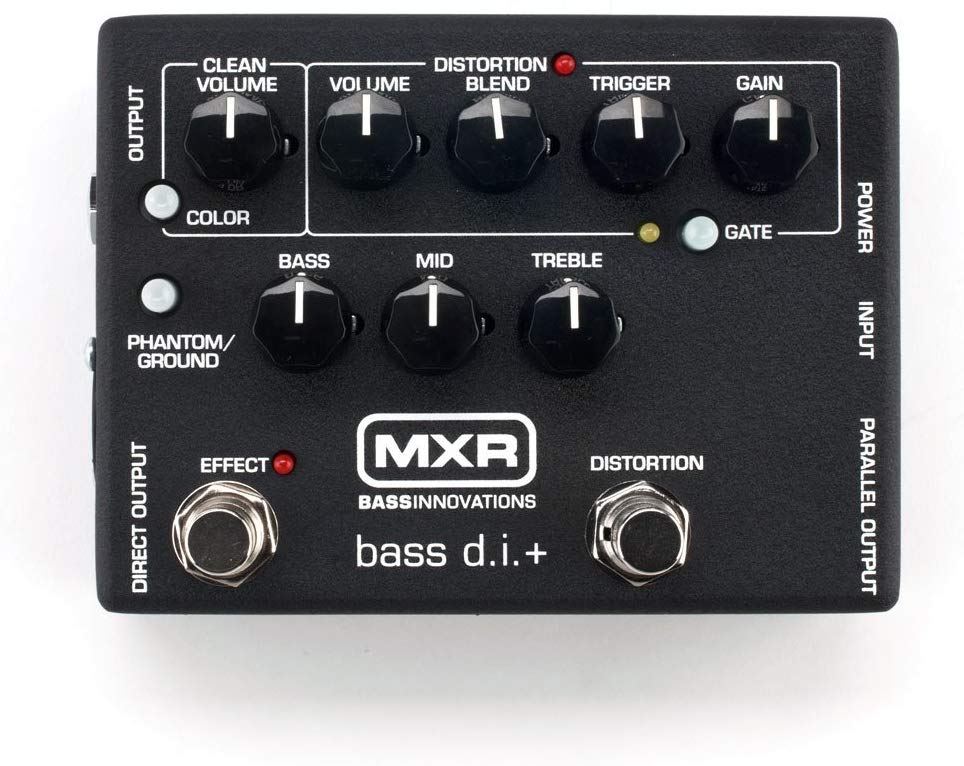 CLEAN
VOLUME
DISTORTION
VOLUME
BLEND
TRIGGER
GAIN
OUTPUT
COLOR
GATE
POWER
BASS
MID
TREBLE
PHANTOM/
GROUND
INPUT
MXR
BASSINNOVATIONS
bass d.i.+
EFFECT
DISTORTION
DIRECT OUTPUT
PARALLEL OUTPUT